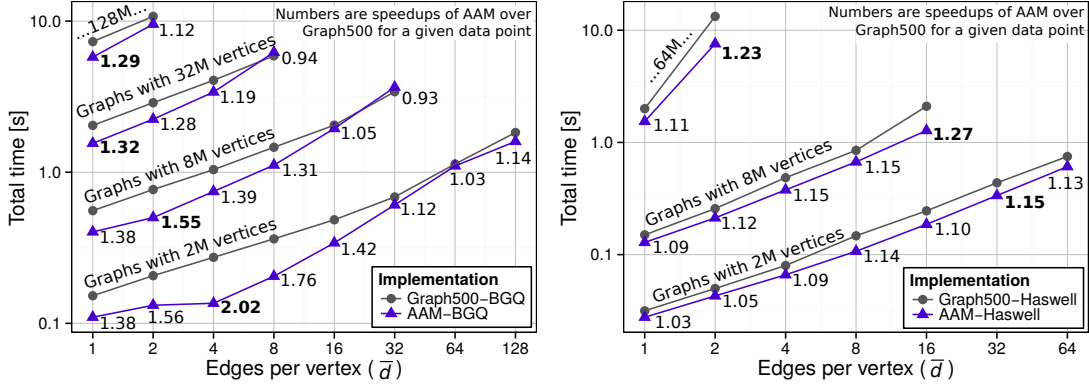 Numbers are speedups of AAM over
Graph500 for a given data point
10.0
1.0
0.1
Total time [s]
...128M...
1.29
1.12
Graphs with 32M vertices
1.32
1.28
1.19
0.94
Graphs with 8M vertices
1.38
1.55
1.39
1.31
1.05
0.93
Graphs with 2M vertices
1.38
1.56
2.02
1.76
1.42
1.12
1.03
1.14
Implementation
Graph500−BGQ
AAM−BGQ
1 2 4 8 16 32 64 128
Edges per vertex ( d̅ )
Numbers are speedups of AAM over
Graph500 for a given data point
10.0
1.0
0.1
Total time [s]
...64M...
1.11
1.23
Graphs with 8M vertices
1.09
1.12
1.15
1.15
1.27
Graphs with 2M vertices
1.03
1.05
1.09
1.14
1.10
1.15
1.13
Implementation
Graph500−Haswell
AAM−Haswell
1 2 4 8 16 32 64
Edges per vertex ( d̅ )